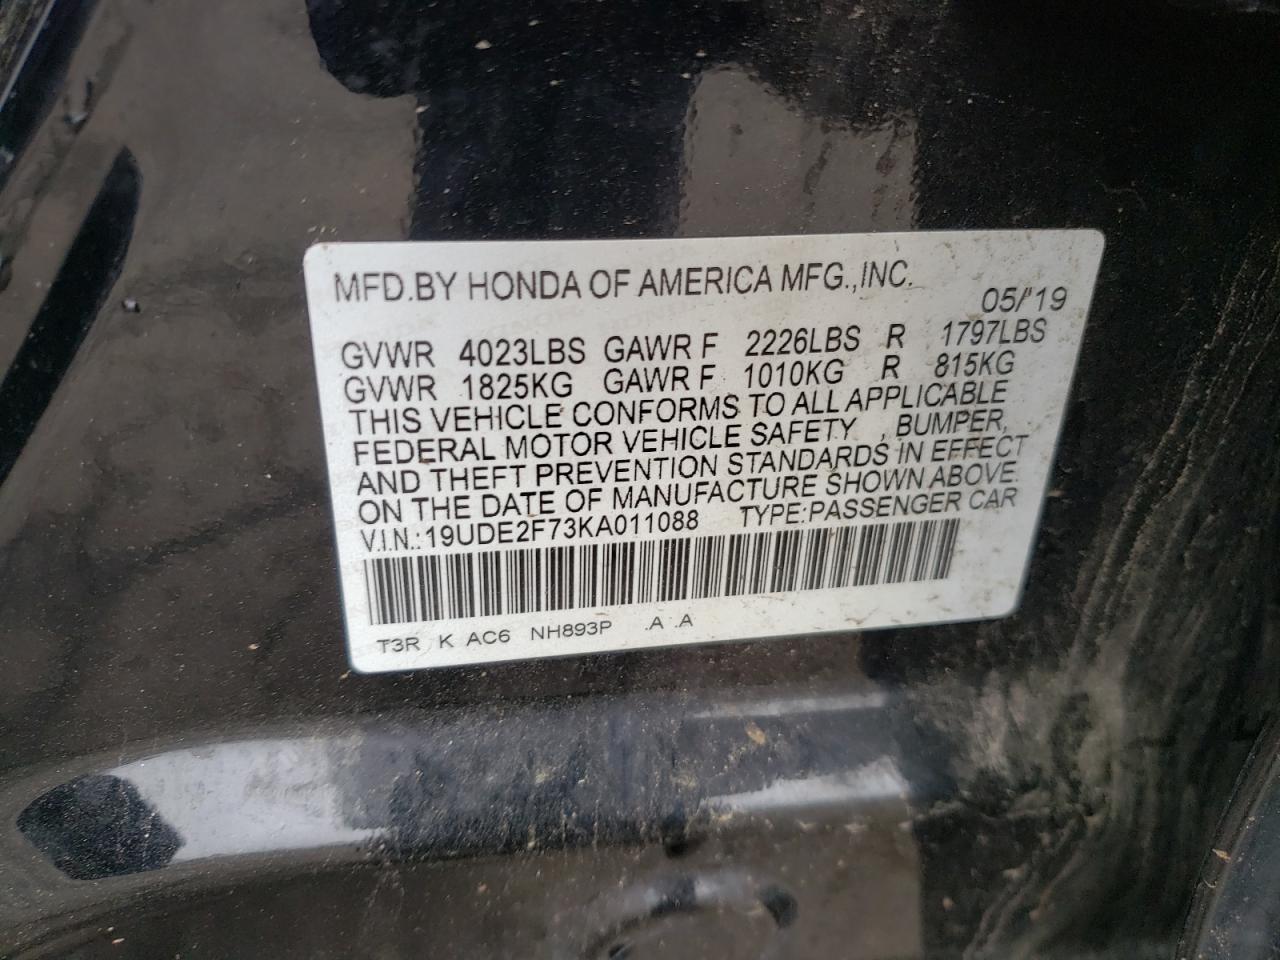 MFD.BY HONDA OF AMERICA MFG.,INC.
05/'19
GVWR 4023LBS GAWR F 2226LBS R 1797LBS
GVWR 1825KG GAWR F 1010KG R 815KG
THIS VEHICLE CONFORMS TO ALL APPLICABLE
FEDERAL MOTOR VEHICLE SAFETY , BUMPER,
AND THEFT PREVENTION STANDARDS IN EFFECT
ON THE DATE OF MANUFACTURE SHOWN ABOVE.
V.I.N.:19UDE2F73KA011088 TYPE:PASSENGER CAR
T3R K AC6 NH893P .A .A